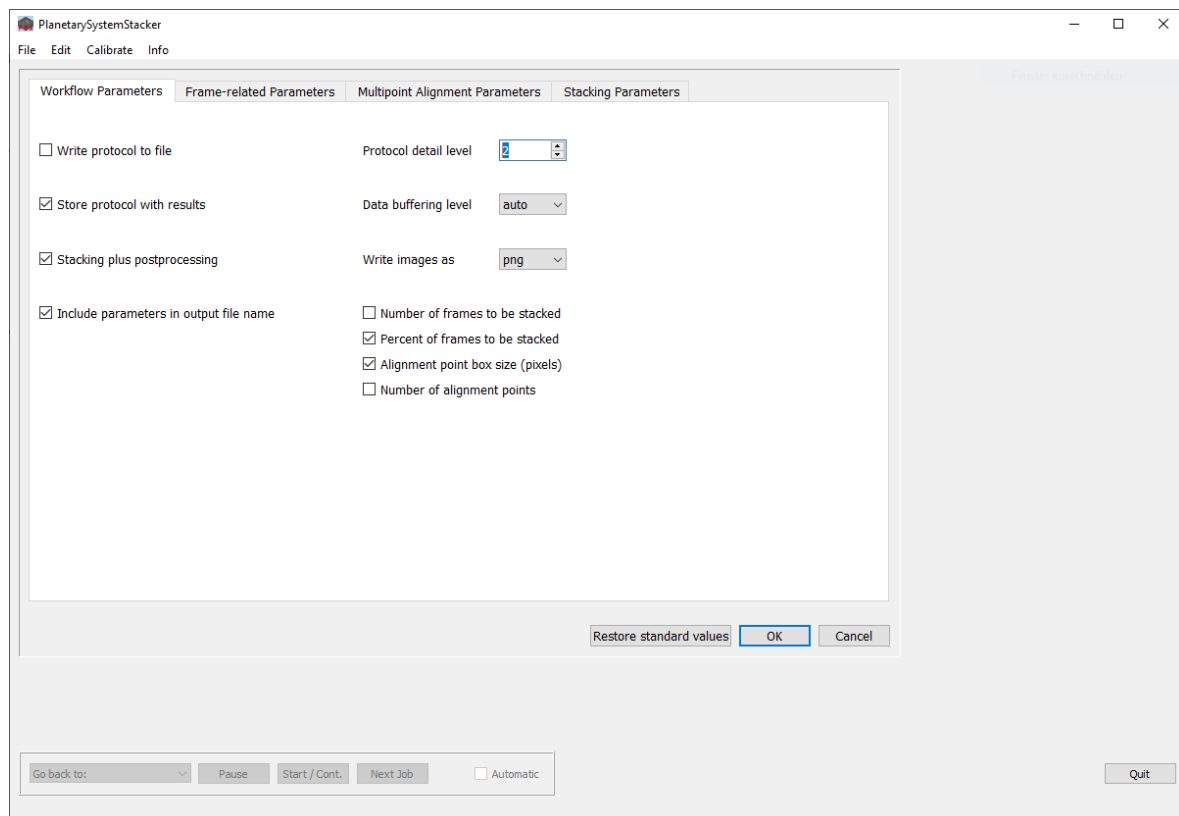 PlanetarySystemStacker
File Edit Calibrate Info
Workflow Parameters Frame-related Parameters Multipoint Alignment Parameters Stacking Parameters
Write protocol to file Protocol detail level 2
Store protocol with results Data buffering level auto
Stacking plus postprocessing Write images as png
Include parameters in output file name Number of frames to be stacked
Percent of frames to be stacked
Alignment point box size (pixels)
Number of alignment points
Restore standard values OK Cancel
Go back to: Pause Start / Cont. Next Job Automatic Quit